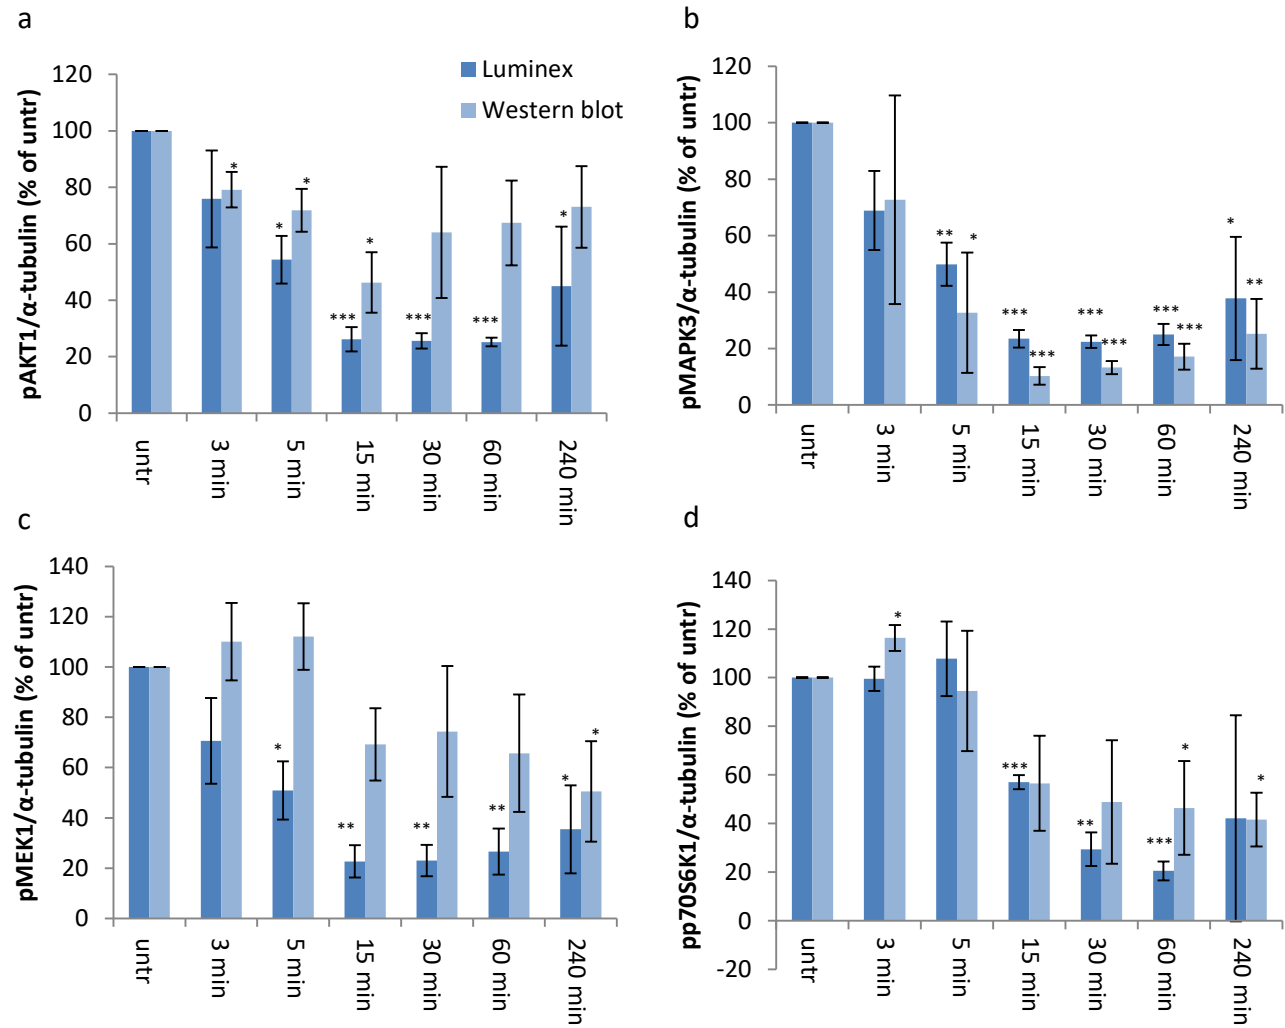 a
pAKT1/α-tubulin (% of untr)
120
100
80
60
40
20
0
Luminex
Western blot
*
*
*
***
*
***
***
*
untr
3 min
5 min
15 min
30 min
60 min
240 min
b
pMAPK3/α-tubulin (% of untr)
120
100
80
60
40
20
0
**
*
***
***
***
***
***
***
*
**
untr
3 min
5 min
15 min
30 min
60 min
240 min
c
pMEK1/α-tubulin (% of untr)
140
120
100
80
60
40
20
0
*
**
**
**
*
*
untr
3 min
5 min
15 min
30 min
60 min
240 min
d
pp70S6K1/α-tubulin (% of untr)
140
120
100
80
60
40
20
0
-20
*
***
**
***
*
*
untr
3 min
5 min
15 min
30 min
60 min
240 min